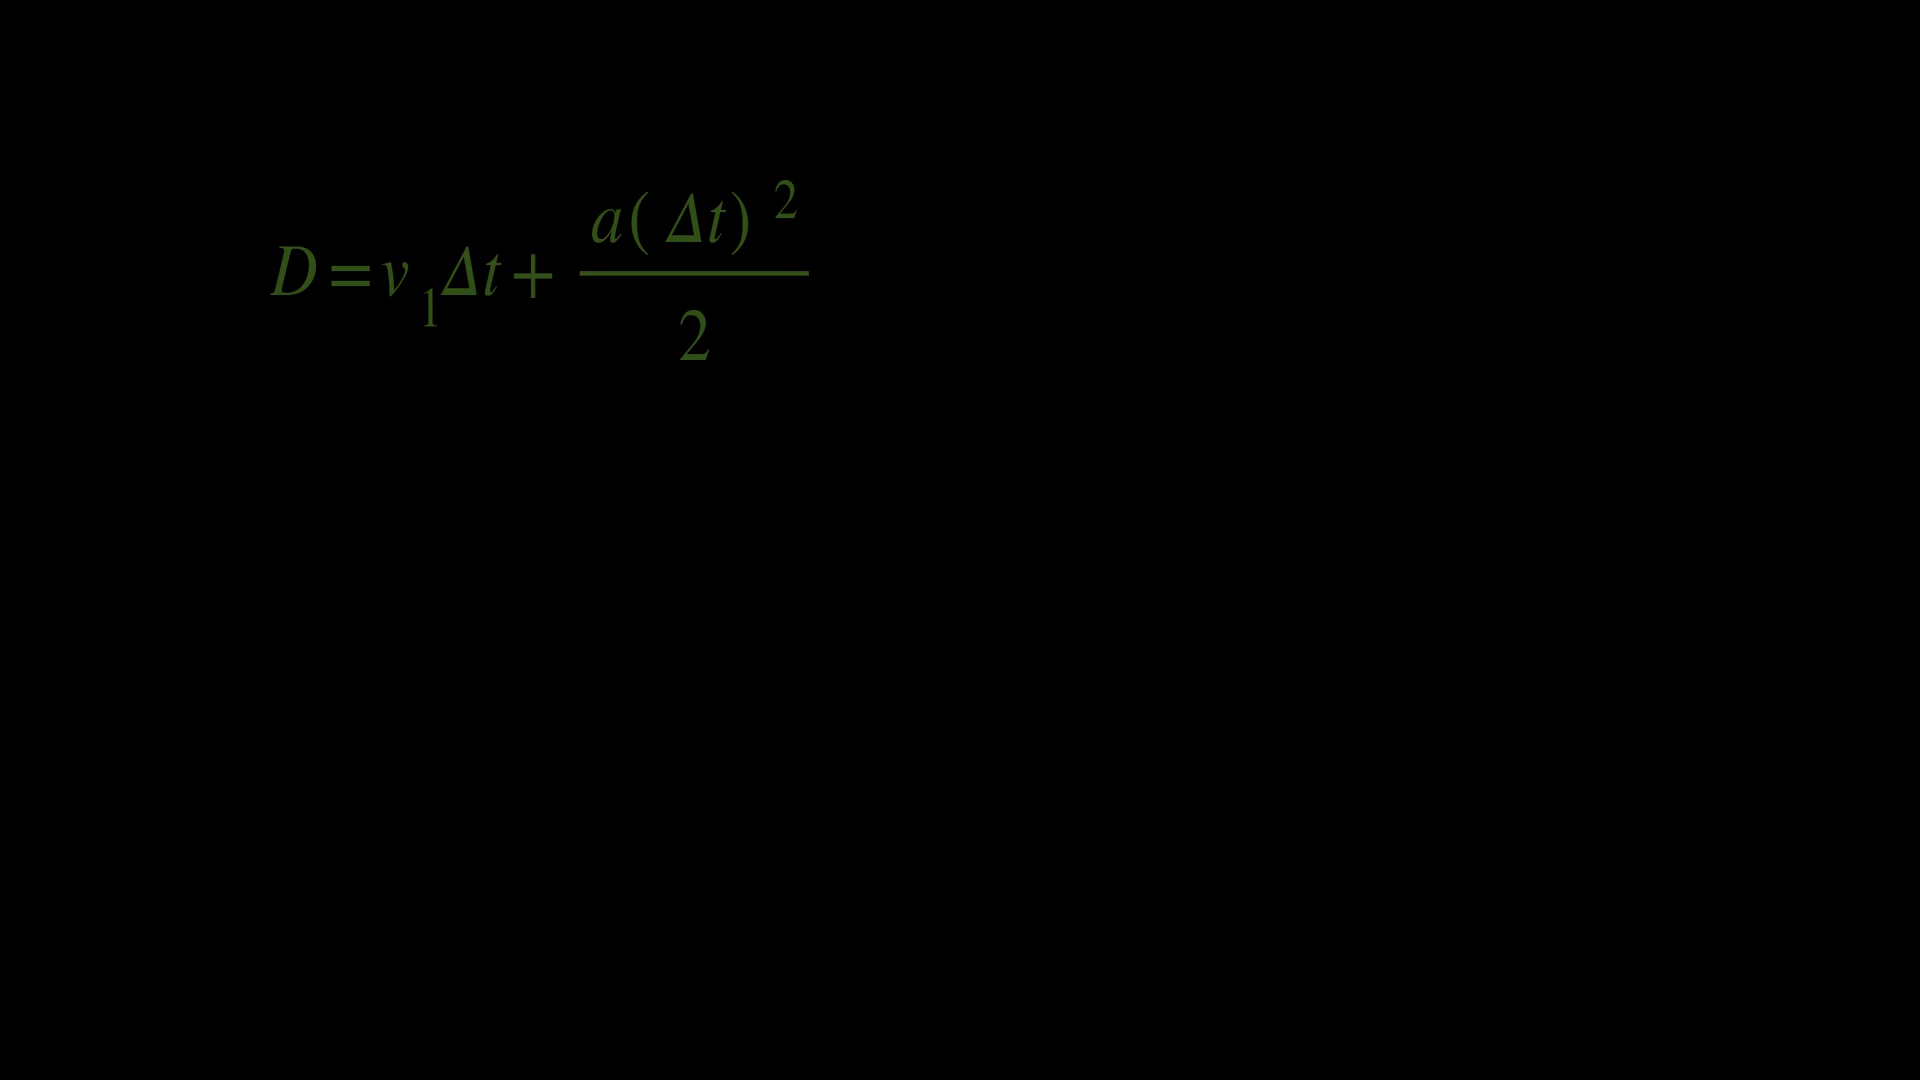 D = v₁Δt + a(Δt)²/2